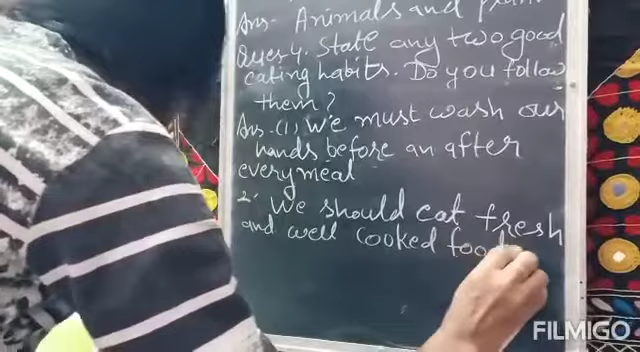 Ans- Animals and plan
Ques 4. State any two good
eating habits. Do you follow
them?
Ans-(1) We must wash our
hands before an after
every meal
2. We should eat fresh
and well cooked food
FILMIGO